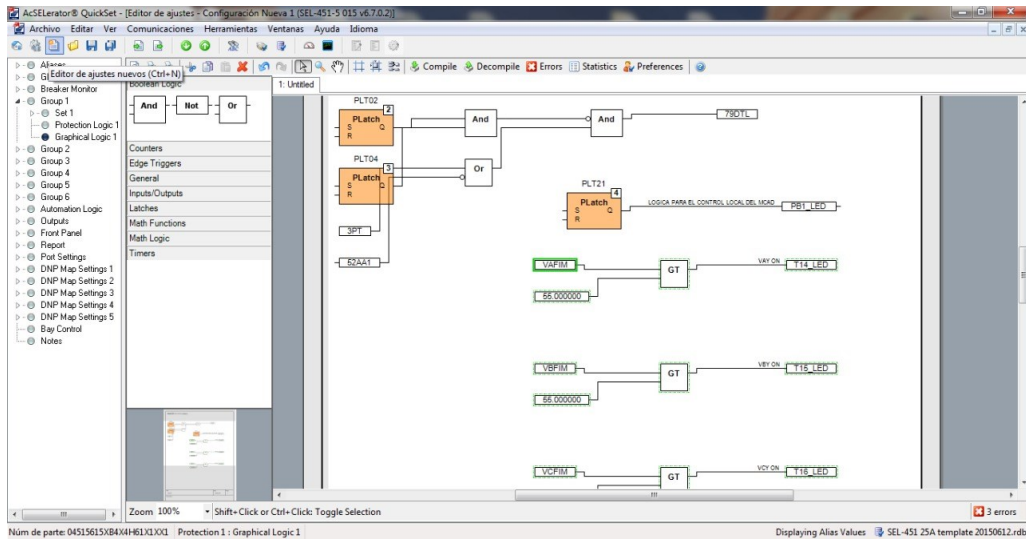 AcSELerator® QuickSet - [Editor de ajustes - Configuración Nueva 1 (SEL-451-5 015 v6.7.0.2)]
Archivo Editar Ver Comunicaciones Herramientas Ventanas Ayuda Idioma
Compile Decompile Errors Statistics Preferences
Editor de ajustes nuevos (Ctrl+N)
Breaker Monitor
Group 1
Set 1
Protection Logic 1
Graphical Logic 1
Group 2
Group 3
Group 4
Group 5
Group 6
Automation Logic
Outputs
Front Panel
Report
Port Settings
DNP Map Settings 1
DNP Map Settings 2
DNP Map Settings 3
DNP Map Settings 4
DNP Map Settings 5
Bay Control
Notes
Boolean Logic
And Not Or
Counters
Edge Triggers
General
Inputs/Outputs
Latches
Math Functions
Math Logic
Timers
1: Untitled
PLT02
2
PLatch
S Q
R
And
And
79DTL
PLT04
3
PLatch
S Q
R
Or
3PT
52AA1
PLT21
4
PLatch
S Q
R
LOGICA PARA EL CONTROL LOCAL DEL MCAD
PB1_LED
VAFIM
GT
VAY ON
T14_LED
55.000000
VBFIM
GT
VBY ON
T15_LED
55.000000
VCFIM
GT
VCY ON
T16_LED
Zoom 100% Shift+Click or Ctrl+Click: Toggle Selection
3 errors
Núm de parte: 04515615XB4X4H61X1XX1 Protection 1 : Graphical Logic 1
Displaying Alias Values SEL-451 25A template 20150612.rdb